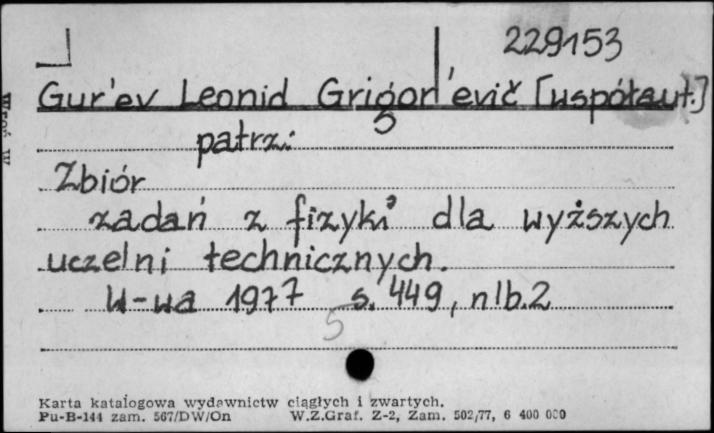 229153
Gur'ev Leonid Grigor'evič [współaut.]
patrz:
Zbiór
zadań z fizyki dla wyższych
uczelni technicznych.
W-wa 1977 s. 449, nlb. 2
5
Karta katalogowa wydawnictw ciągłych i zwartych.
Pu-B-144 zam. 567/DW/On W.Z.Graf. Z-2, Zam. 502/77, 6 400 000